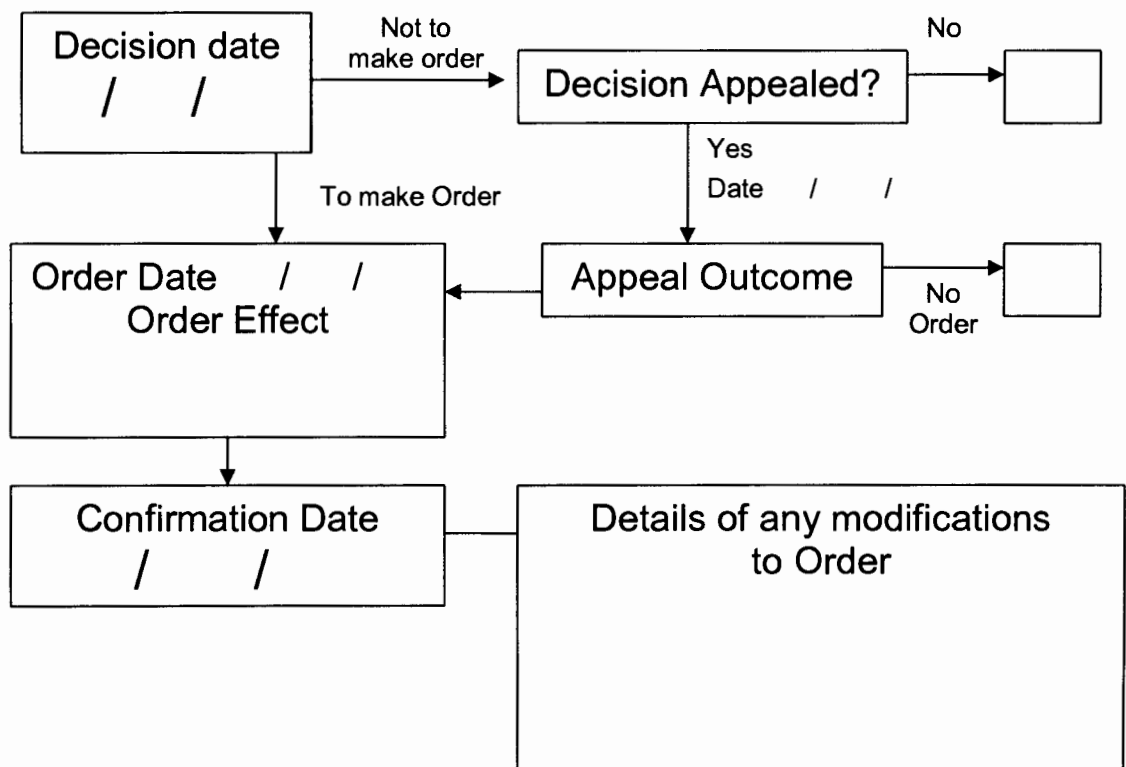 Decision date
/ /
Not to
make order
Decision Appealed?
No
To make Order
Yes
Date / /
Order Date / /
Order Effect
Appeal Outcome
No
Order
Confirmation Date
/ /
Details of any modifications
to Order